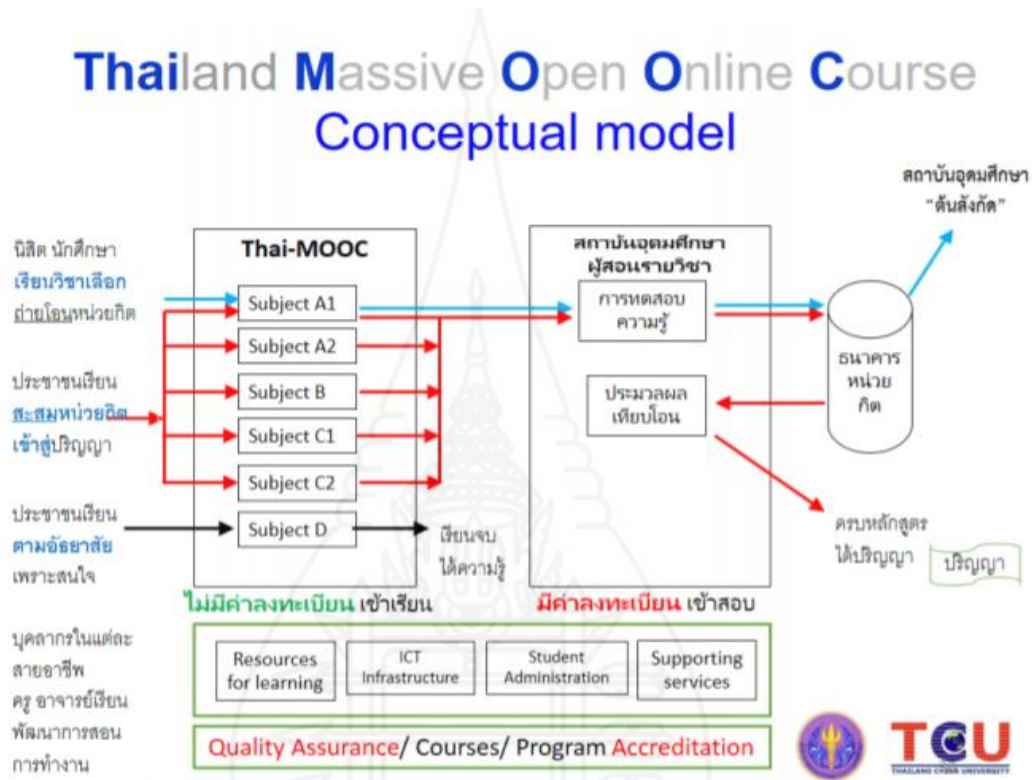 Thailand Massive Open Online Course
Conceptual model
สถาบันอุดมศึกษา
“ต้นสังกัด”
นิสิต นักศึกษา
เรียนวิชาเลือก
ถ่ายโอนหน่วยกิต
ประชาชนเรียน
สะสมหน่วยกิต
เข้าสู่ปริญญา
ประชาชนเรียน
ตามอัธยาศัย
เพราะสนใจ
บุคลากรในแต่ละ
สายอาชีพ
ครู อาจารย์เรียน
พัฒนาการสอน
การทำงาน
Thai-MOOC
Subject A1
Subject A2
Subject B
Subject C1
Subject C2
Subject D
เรียนจบ
ได้ความรู้
ไม่มีค่าลงทะเบียน เข้าเรียน
สถาบันอุดมศึกษา
ผู้สอนรายวิชา
การทดสอบ
ความรู้
ประมวลผล
เทียบโอน
มีค่าลงทะเบียน เข้าสอบ
ธนาคาร
หน่วย
กิต
ครบหลักสูตร
ได้ปริญญา
ปริญญา
Resources
for learning
ICT
Infrastructure
Student
Administration
Supporting
services
Quality Assurance/ Courses/ Program Accreditation
TCU
THAILAND CYBER UNIVERSITY